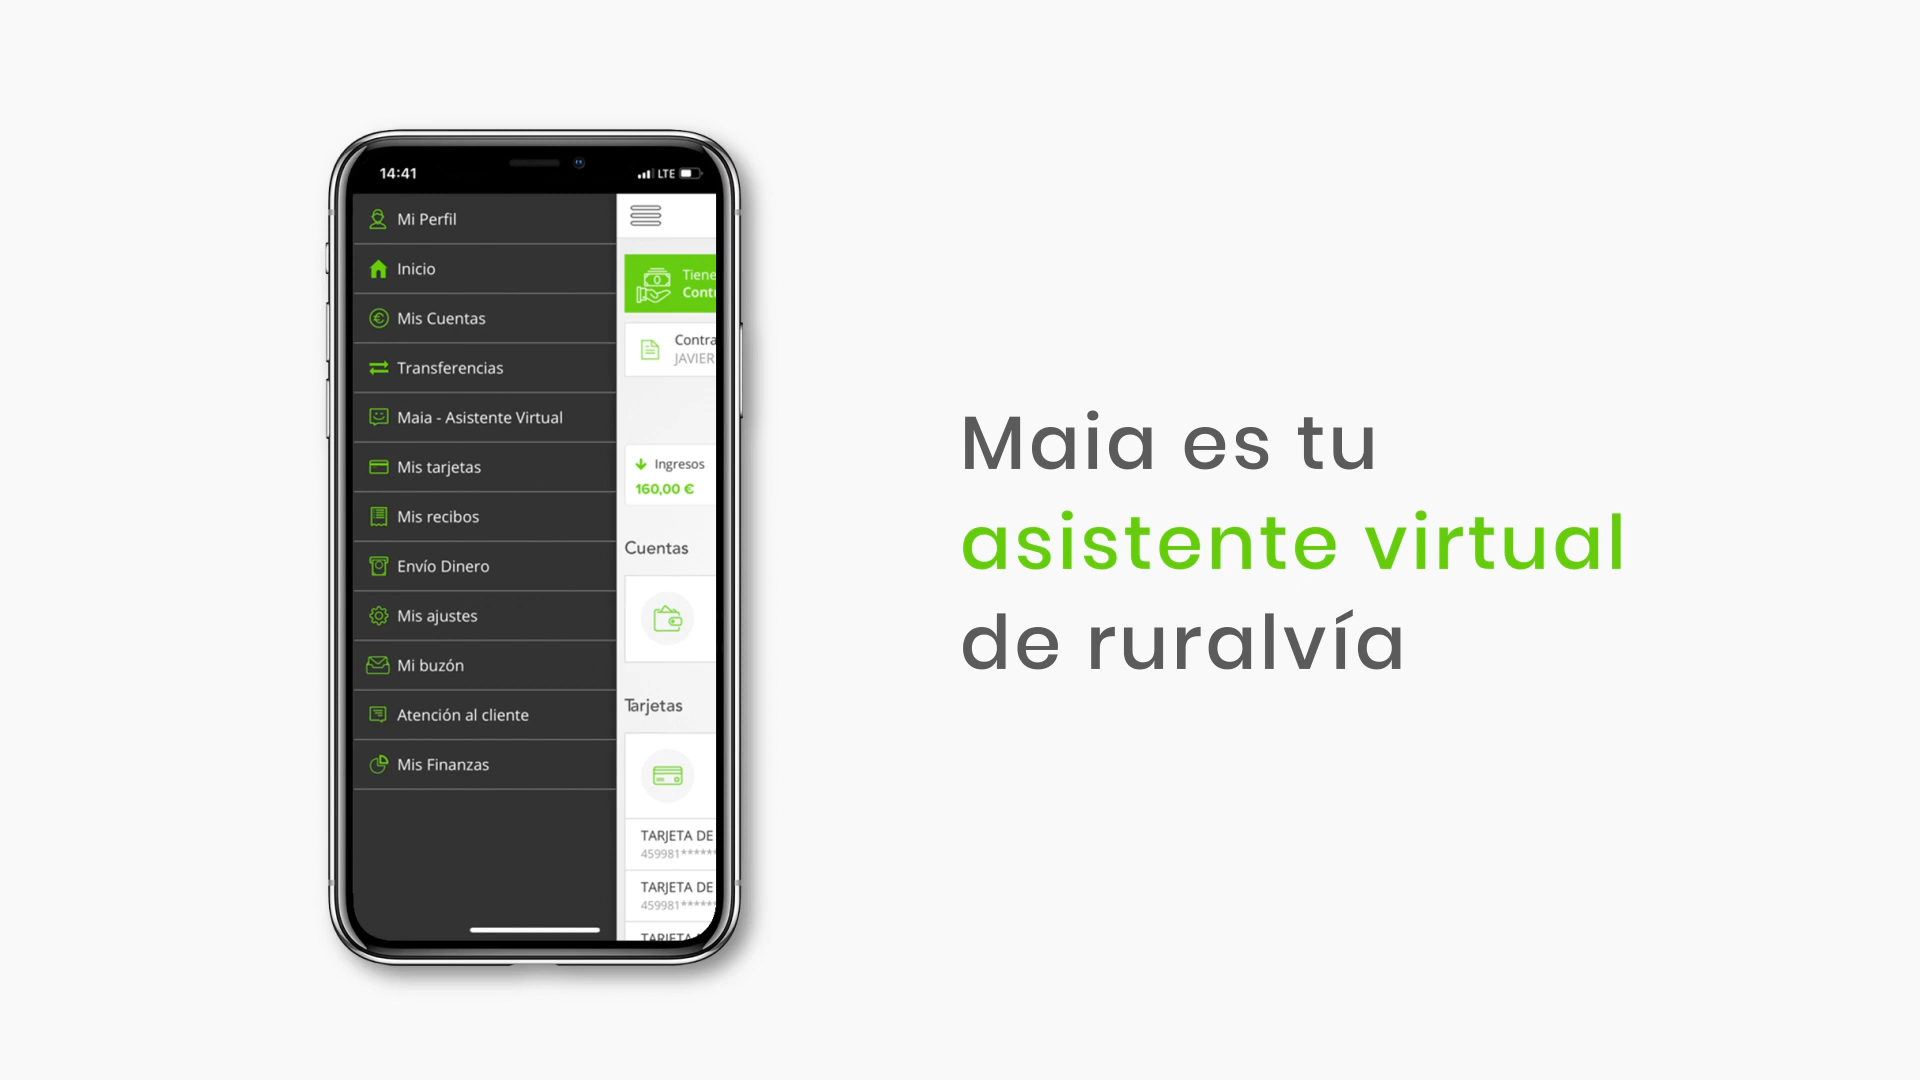 14:41
LTE
Mi Perfil
Inicio
Mis Cuentas
Transferencias
Maia - Asistente Virtual
Mis tarjetas
Mis recibos
Envío Dinero
Mis ajustes
Mi buzón
Atención al cliente
Mis Finanzas
Tiene
Cont
Contra
JAVIER
Ingresos
160,00 €
Cuentas
Tarjetas
TARJETA DE
459981*****
TARJETA DE
459981*****
TARJETA
Maia es tu
asistente virtual
de ruralvía